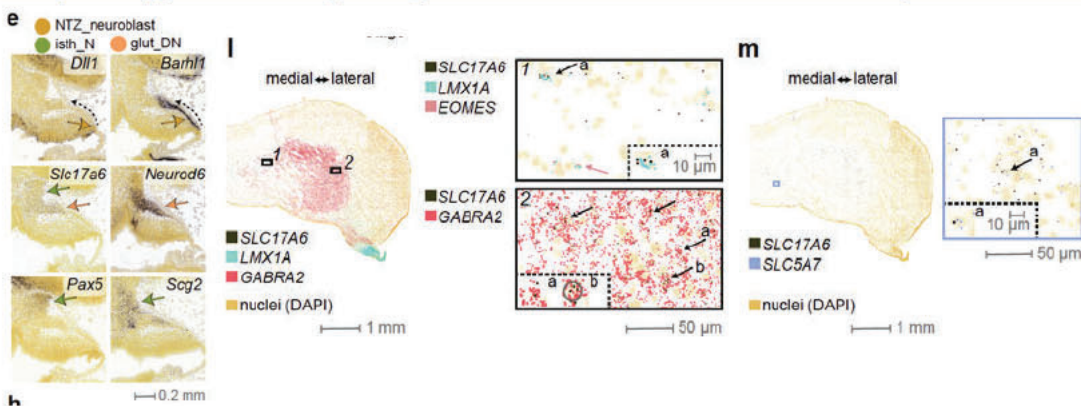 e
NTZ_neuroblast
isth_N glut_DN
Dll1 Barhl1
Slc17a6 Neurod6
Pax5 Scg2
0.2 mm
l
medial ↔ lateral
1
2
SLC17A6
LMX1A
GABRA2
nuclei (DAPI)
1 mm
SLC17A6
LMX1A
EOMES
1
a
a
10 µm
SLC17A6
GABRA2
2
a
b
a b
50 µm
m
medial ↔ lateral
SLC17A6
SLC5A7
nuclei (DAPI)
1 mm
a
a
10 µm
50 µm